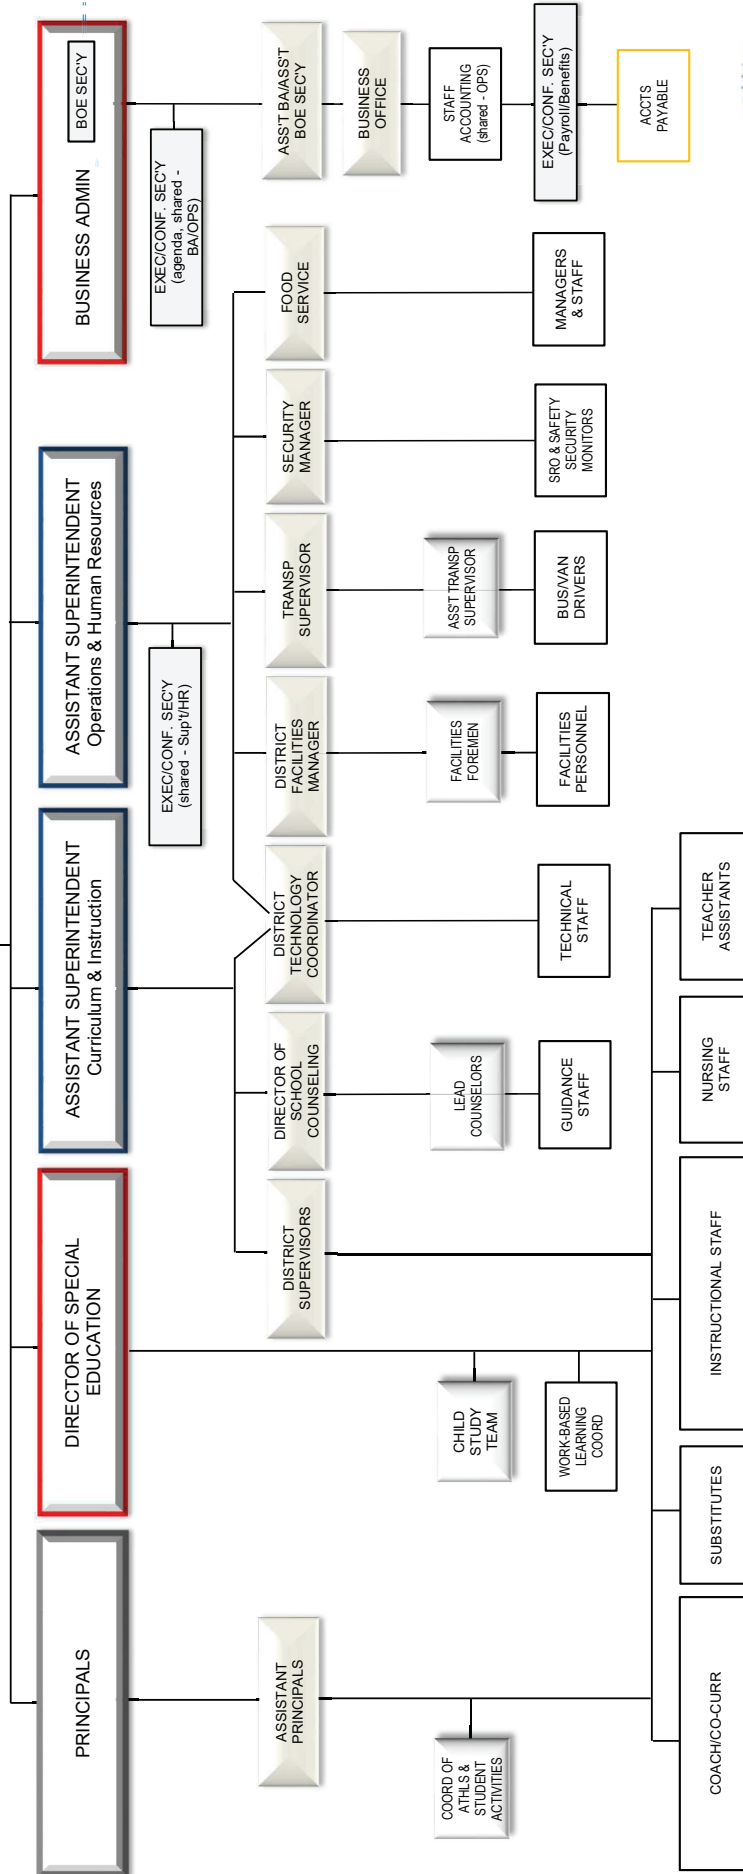 PRINCIPALS
DIRECTOR OF SPECIAL
EDUCATION
ASSISTANT SUPERINTENDENT
Curriculum & Instruction
ASSISTANT SUPERINTENDENT
Operations & Human Resources
BUSINESS ADMIN
BOE SEC'Y
EXEC/CONF. SEC'Y
(shared - Sup't/HR)
EXEC/CONF. SEC'Y
(agenda, shared -
BA/OPS)
ASSISTANT
PRINCIPALS
DISTRICT
SUPERVISORS
DIRECTOR OF
SCHOOL
COUNSELING
DISTRICT
TECHNOLOGY
COORDINATOR
DISTRICT
FACILITIES
MANAGER
TRANSP
SUPERVISOR
SECURITY
MANAGER
FOOD
SERVICE
ASS'T BA/ASS'T
BOE SEC'Y
BUSINESS
OFFICE
COORD OF
ATHLS &
STUDENT
ACTIVITIES
CHILD
STUDY
TEAM
LEAD
COUNSELORS
FACILITIES
FOREMEN
ASS'T TRANSP
SUPERVISOR
STAFF
ACCOUNTING
(shared - OPS)
WORK-BASED
LEARNING
COORD
GUIDANCE
STAFF
TECHNICAL
STAFF
FACILITIES
PERSONNEL
BUS/VAN
DRIVERS
SRO & SAFETY
SECURITY
MONITORS
MANAGERS
& STAFF
EXEC/CONF. SEC'Y
(Payroll/Benefits)
ACCTS
PAYABLE
COACH/CO-CURR
SUBSTITUTES
INSTRUCTIONAL STAFF
NURSING
STAFF
TEACHER
ASSISTANTS